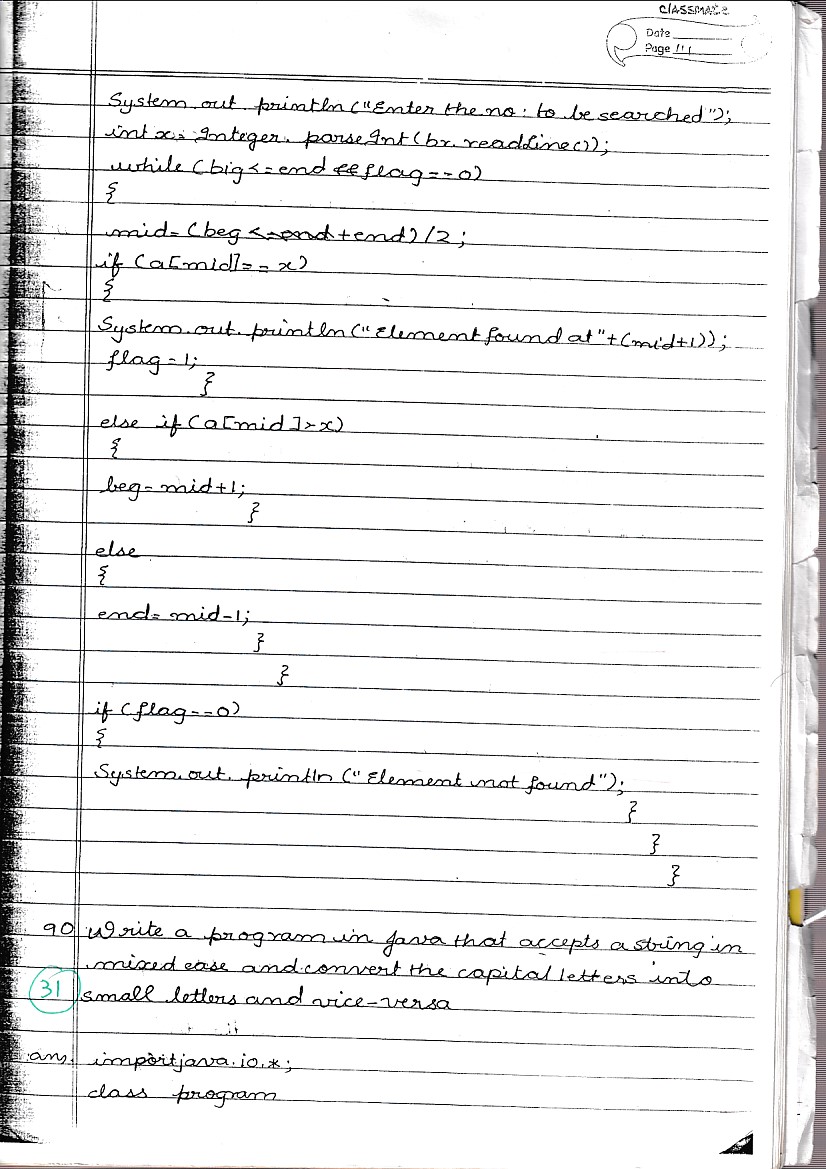 CLASSMATE
Date
Page
System.out.println("Enter the no: to be searched");
int x= Integer.parseInt(br.readLine());
while (big<=end && flag==0)
{
mid=(beg <=end +end)/2;
if (a[mid]==x)
{
System.out.println("Element found at"+(mid+1));
flag=1;
}
else if (a[mid]>x)
{
beg=mid+1;
}
else
{
end=mid-1;
}
}
if (flag==0)
{
System.out.println("Element not found");
}
}
}
90 Write a program in java that accepts a string in
mixed case and convert the capital letters into
31 small letters and vice-versa
ans. import java.io.*;
class program